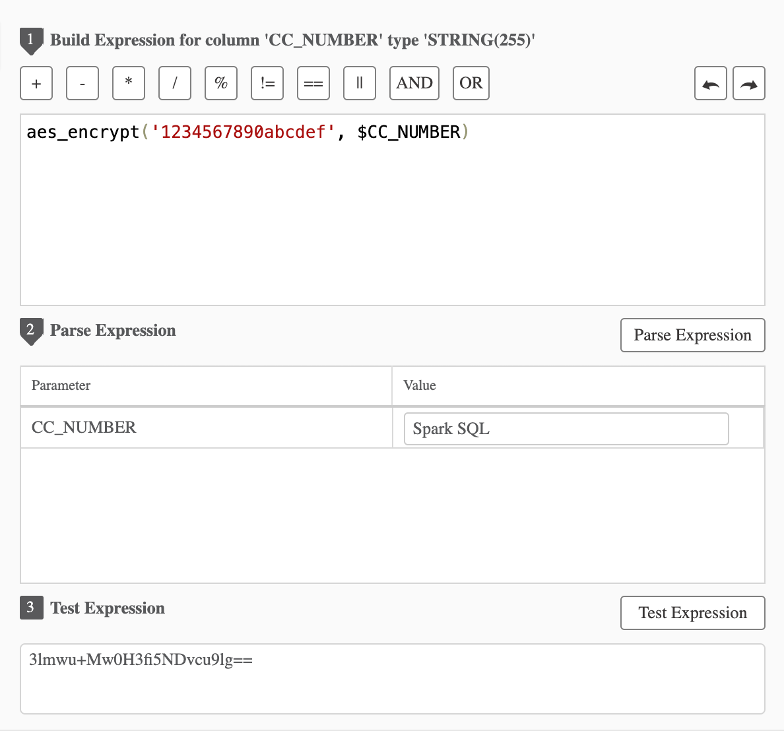 1 Build Expression for column 'CC_NUMBER' type 'STRING(255)'
+ - * / % != == || AND OR
aes_encrypt('1234567890abcdef', $CC_NUMBER)
2 Parse Expression
Parse Expression
Parameter Value
CC_NUMBER Spark SQL
3 Test Expression
Test Expression
3lmwu+Mw0H3fi5NDvcu9lg==